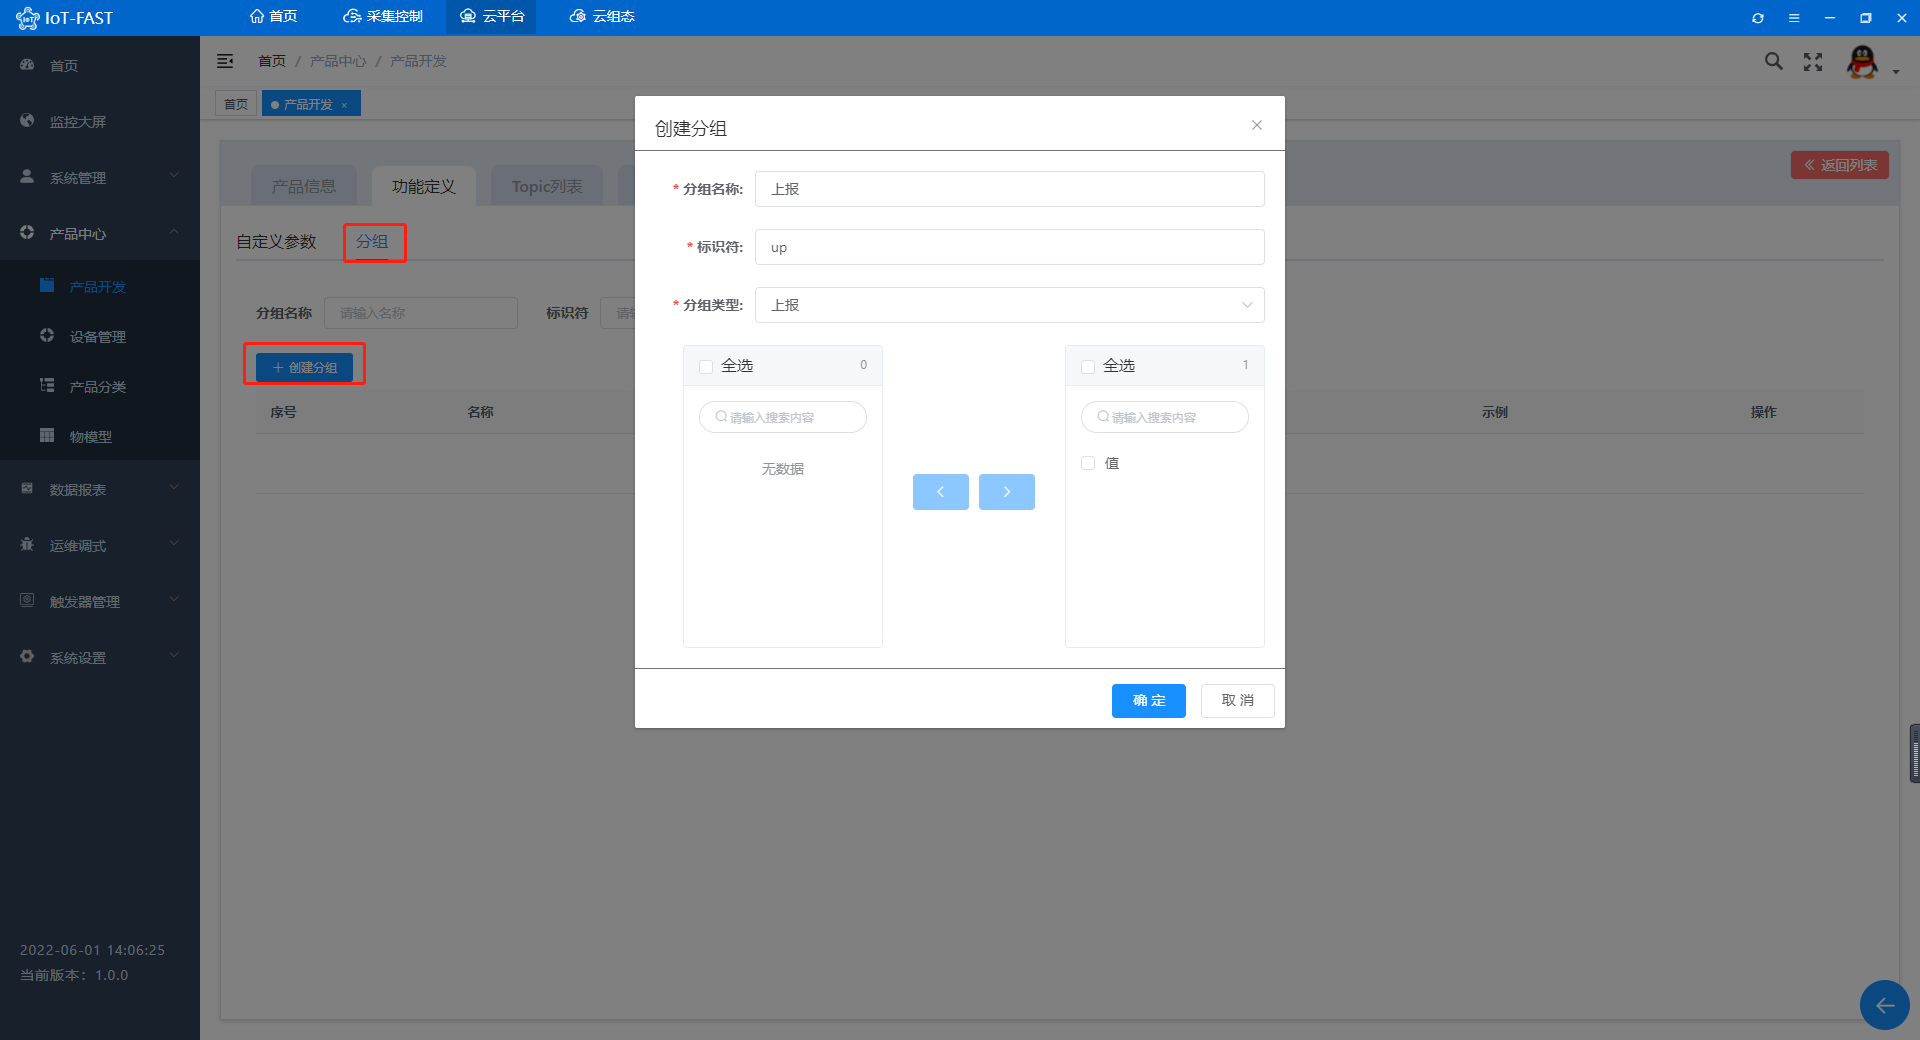 IoT-FAST
首页
采集控制
云平台
云组态
首页
监控大屏
系统管理
产品中心
产品开发
设备管理
产品分类
物模型
数据报表
运维调式
触发器管理
系统设置
2022-06-01 14:06:25
当前版本：1.0.0
首页 / 产品中心 / 产品开发
首页
产品开发 ×
产品信息
功能定义
Topic列表
返回列表
自定义参数
分组
分组名称 请输入名称
标识符
创建分组
序号 名称 示例 操作
创建分组
* 分组名称: 上报
* 标识符: up
* 分组类型: 上报
全选 0
请输入搜索内容
无数据
全选 1
请输入搜索内容
值
确 定
取 消